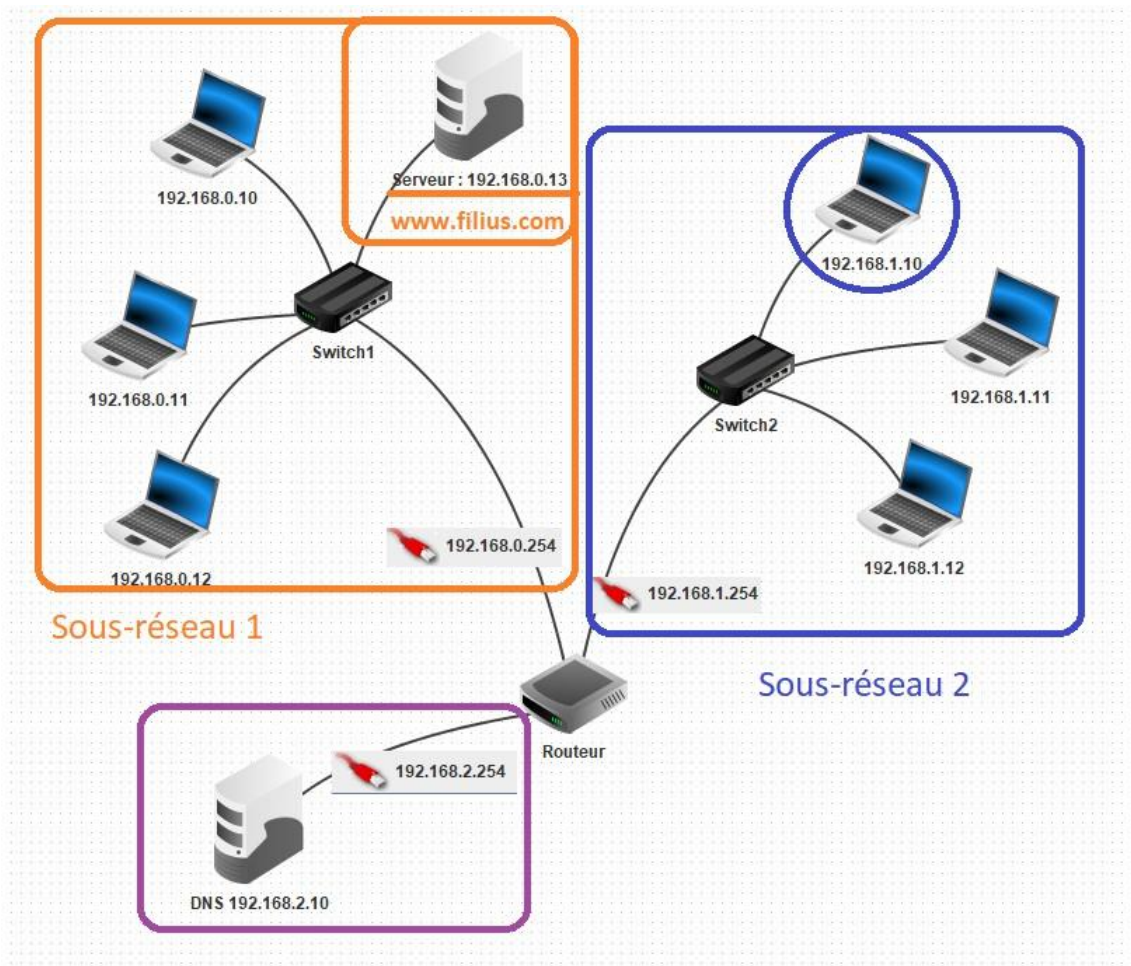 Serveur : 192.168.0.13
www.filius.com
192.168.0.10
192.168.0.11
192.168.0.12
Switch1
192.168.0.254
Sous-réseau 1
192.168.1.10
192.168.1.11
192.168.1.12
Switch2
192.168.1.254
Sous-réseau 2
Routeur
192.168.2.254
DNS 192.168.2.10